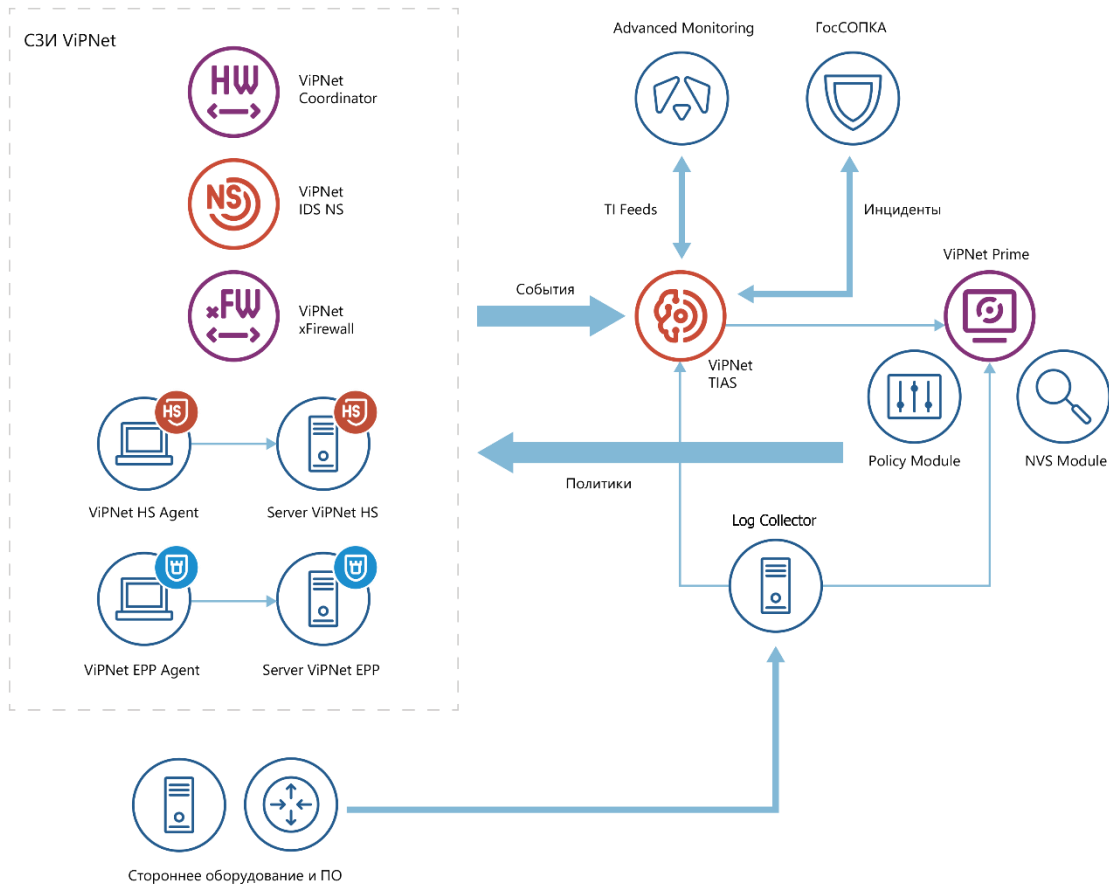 СЗИ ViPNet
HW
ViPNet
Coordinator
NS
ViPNet
IDS NS
xFW
ViPNet
xFirewall
HS
HS
ViPNet HS Agent
Server ViPNet HS
ViPNet EPP Agent
Server ViPNet EPP
Advanced Monitoring
ГосСОПКА
TI Feeds
Инциденты
ViPNet Prime
События
ViPNet
TIAS
Policy Module
NVS Module
Политики
Log Collector
Стороннее оборудование и ПО